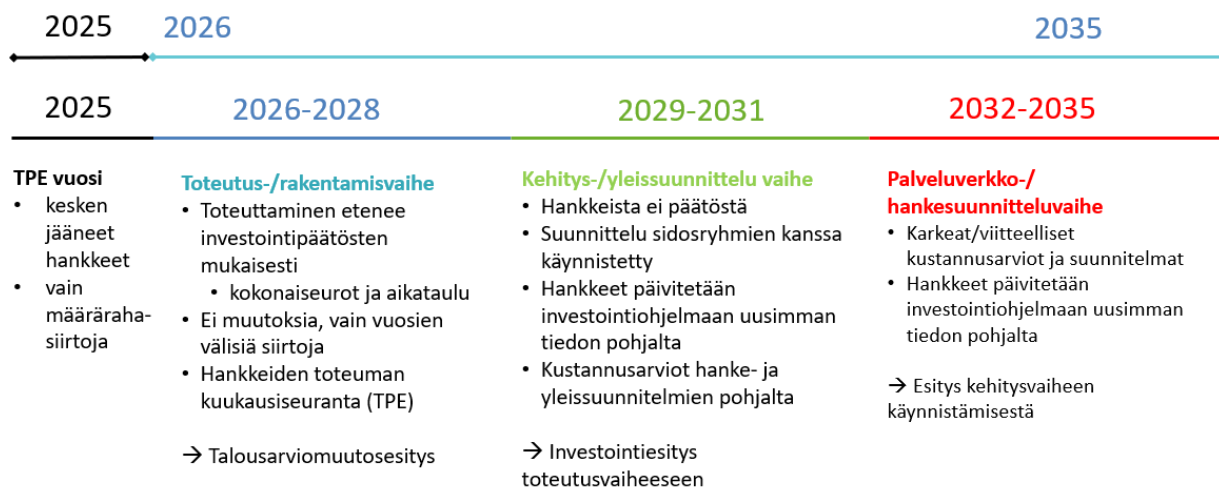 2025
2026
2035
2025
2026-2028
2029-2031
2032-2035
TPE vuosi
• kesken
jääneet
hankkeet
• vain
määräraha-
siirtoja
Toteutus-/rakentamisvaihe
• Toteuttaminen etenee
investointipäätösten
mukaisesti
• kokonaiseurot ja aikataulu
• Ei muutoksia, vain vuosien
välisiä siirtoja
• Hankkeiden toteuman
kuukausiseuranta (TPE)
→ Talousarviomuutosesitys
Kehitys-/yleissuunnittelu vaihe
• Hankkeista ei päätöstä
• Suunnittelu sidosryhmien kanssa
käynnistetty
• Hankkeet päivitetään
investointiohjelmaan uusimman
tiedon pohjalta
• Kustannusarviot hanke- ja
yleissuunnitelmien pohjalta
→ Investointiesitys
toteutusvaiheeseen
Palveluverkko-/
hankesuunnitteluvaihe
• Karkeat/viitteelliset
kustannusarviot ja suunnitelmat
• Hankkeet päivitetään
investointiohjelmaan uusimman
tiedon pohjalta
→ Esitys kehitysvaiheen
käynnistämisestä